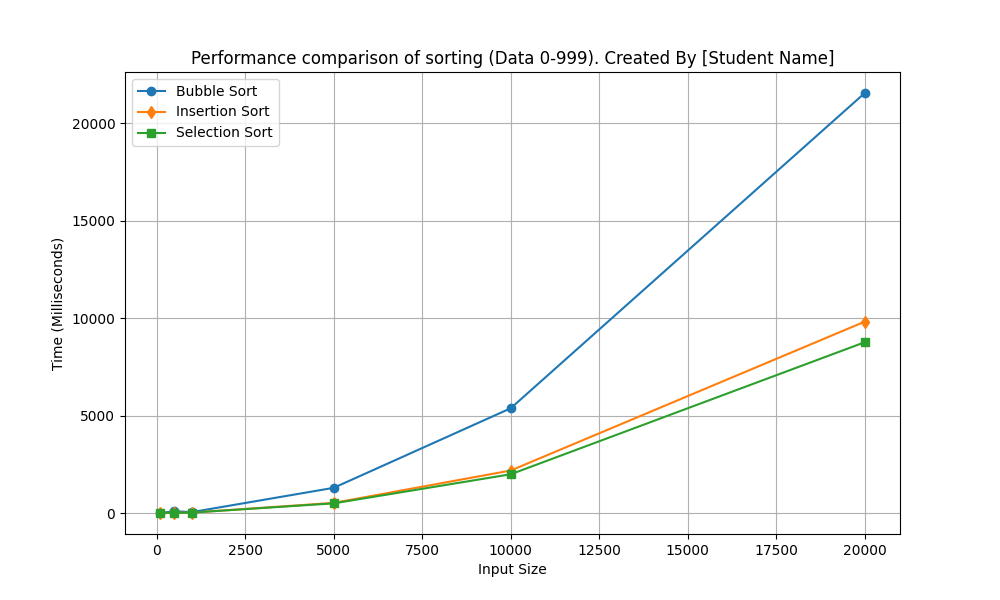 Performance comparison of sorting (Data 0-999). Created By [Student Name]
Bubble Sort
Insertion Sort
Selection Sort
Time (Milliseconds)
20000
15000
10000
5000
0
0 2500 5000 7500 10000 12500 15000 17500 20000
Input Size